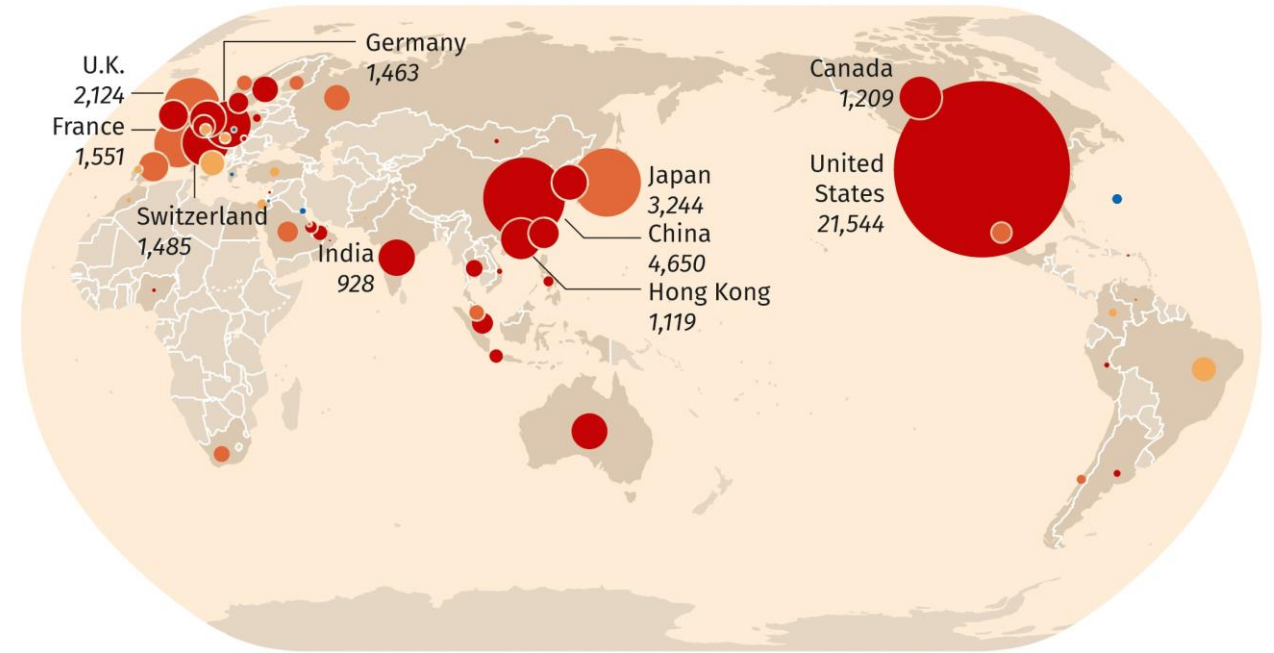 Germany
1,463
U.K.
2,124
France
1,551
Switzerland
1,485
India
928
Japan
3,244
China
4,650
Hong Kong
1,119
Canada
1,209
United
States
21,544